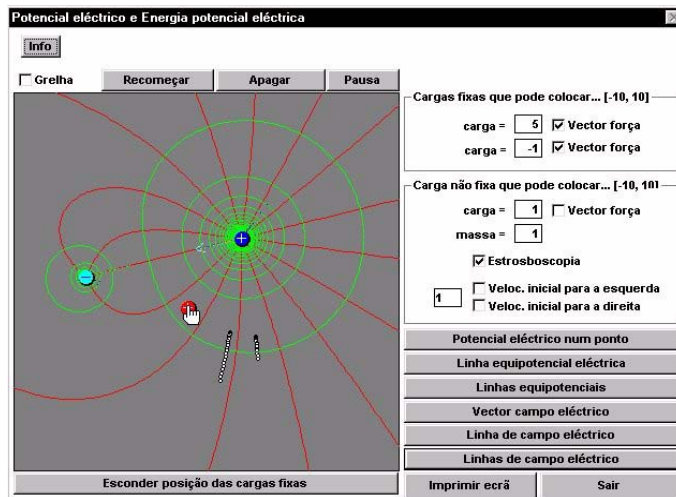 Potencial eléctrico e Energia potencial eléctrica
Info
Grelha
Recomeçar
Apagar
Pausa
Cargas fixas que pode colocar... [-10, 10]
carga = 5 Vector força
carga = -1 Vector força
Carga não fixa que pode colocar... [-10, 10]
carga = 1 Vector força
massa = 1
Estrosboscopia
1
Veloc. inicial para a esquerda
Veloc. inicial para a direita
Potencial eléctrico num ponto
Linha equipotencial eléctrica
Linhas equipotenciais
Vector campo eléctrico
Linha de campo eléctrico
Linhas de campo eléctrico
Esconder posição das cargas fixas
Imprimir ecrã
Sair